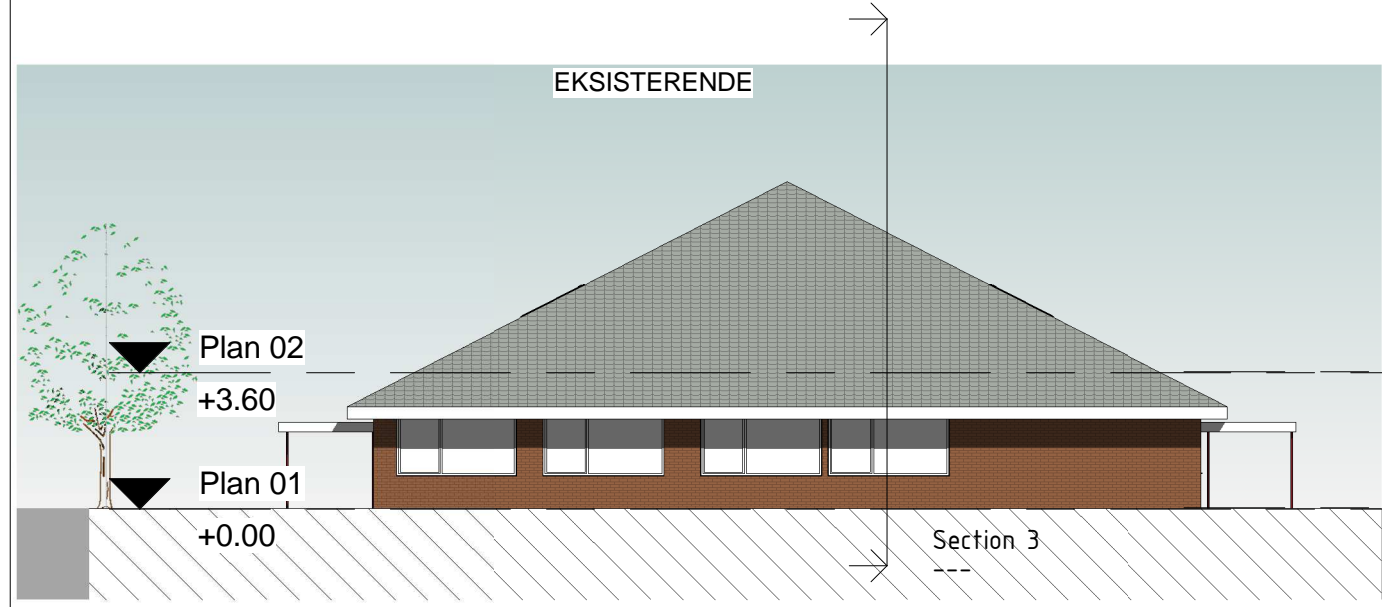 EKSISTERENDE
Plan 02
+3.60
Plan 01
+0.00
Section 3
---